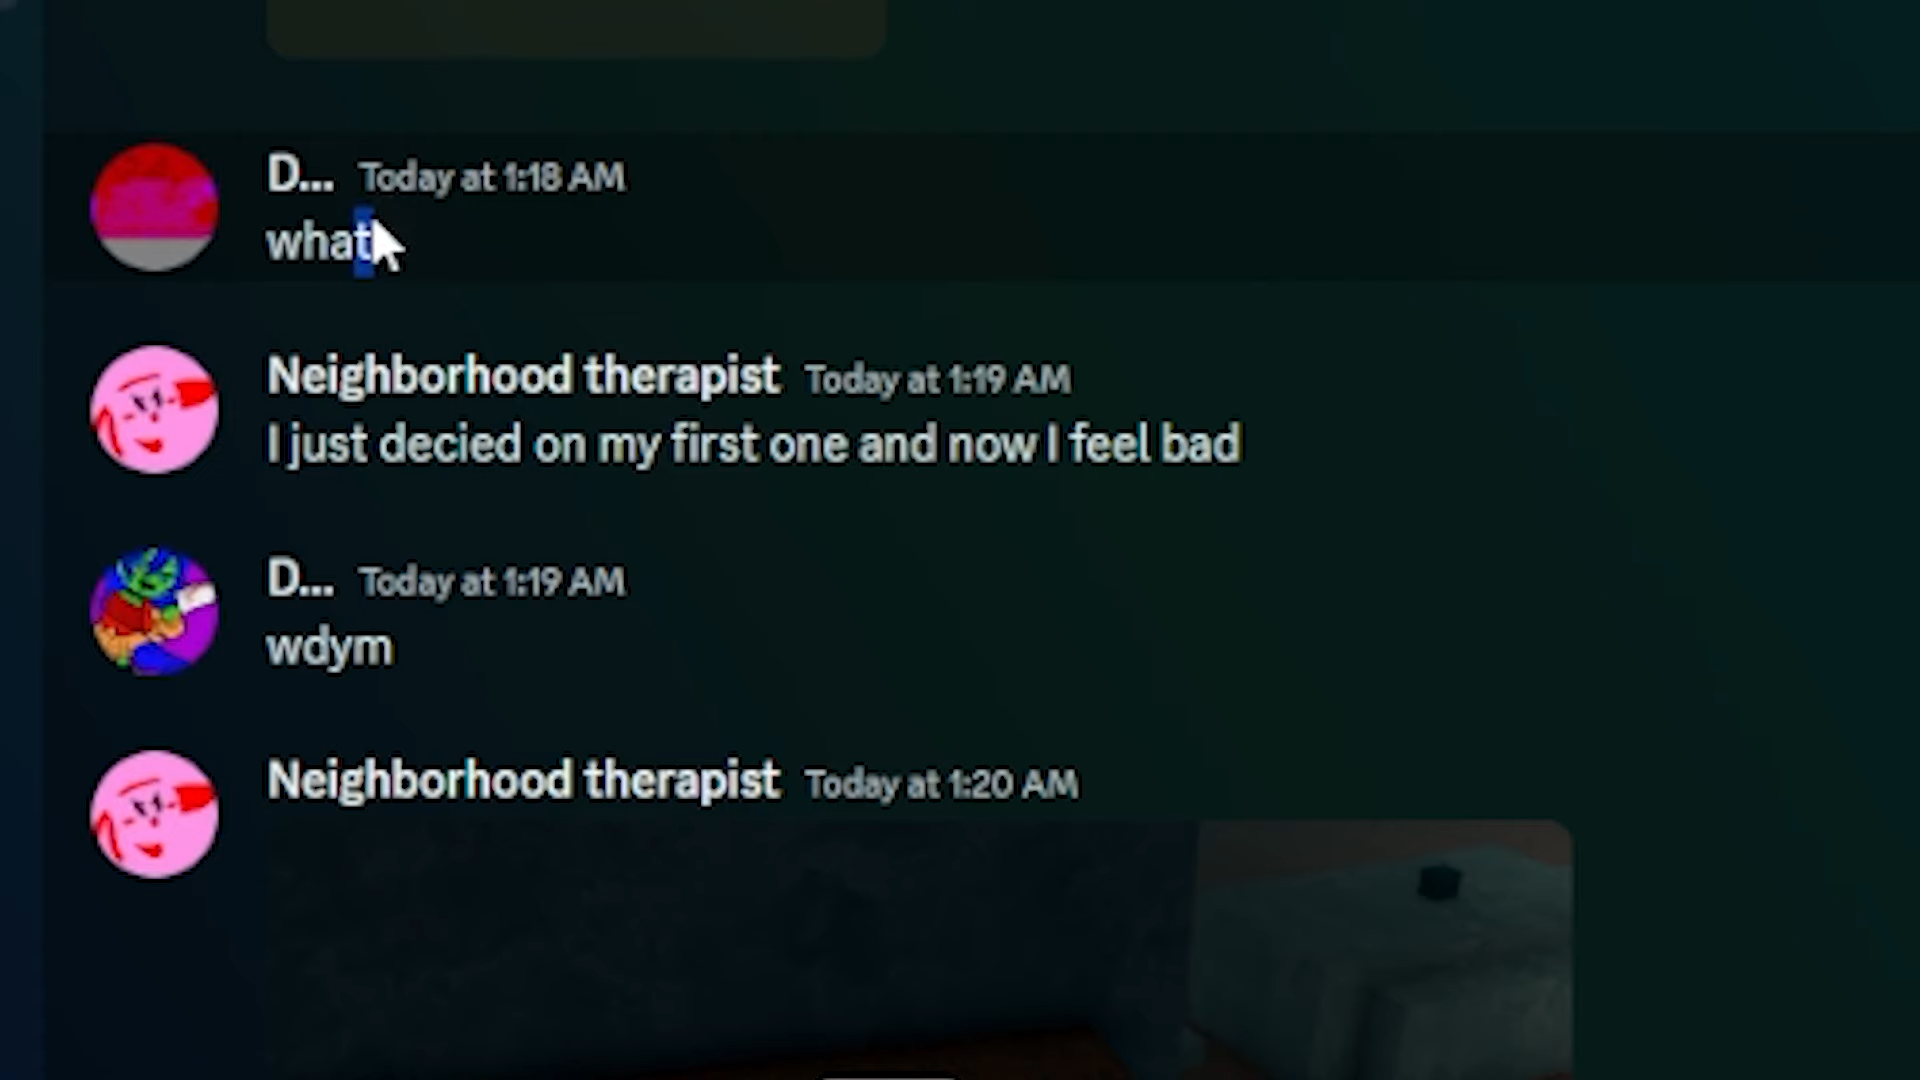 D... Today at 1:18 AM
what
Neighborhood therapist Today at 1:19 AM
I just decied on my first one and now I feel bad
D... Today at 1:19 AM
wdym
Neighborhood therapist Today at 1:20 AM